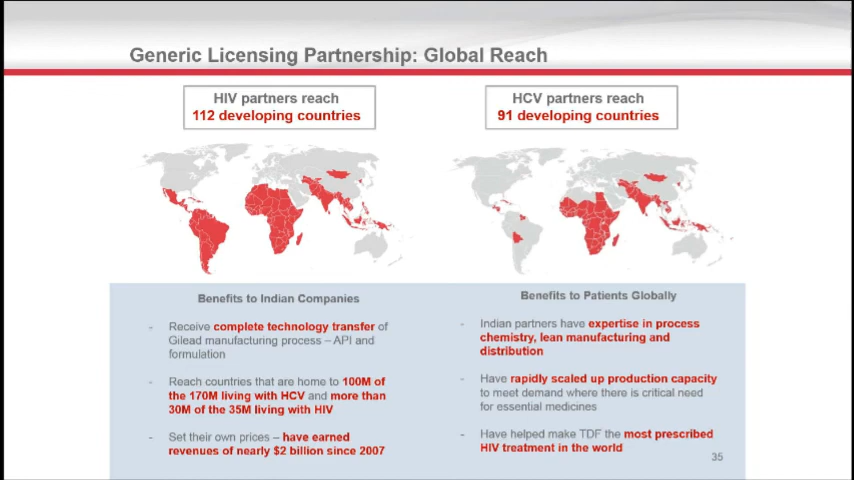 Generic Licensing Partnership: Global Reach
HIV partners reach
112 developing countries
HCV partners reach
91 developing countries
Benefits to Indian Companies
- Receive complete technology transfer of
Gilead manufacturing process – API and
formulation
- Reach countries that are home to 100M of
the 170M living with HCV and more than
30M of the 35M living with HIV
- Set their own prices – have earned
revenues of nearly $2 billion since 2007
Benefits to Patients Globally
- Indian partners have expertise in process
chemistry, lean manufacturing and
distribution
- Have rapidly scaled up production capacity
to meet demand where there is critical need
for essential medicines
- Have helped make TDF the most prescribed
HIV treatment in the world
35